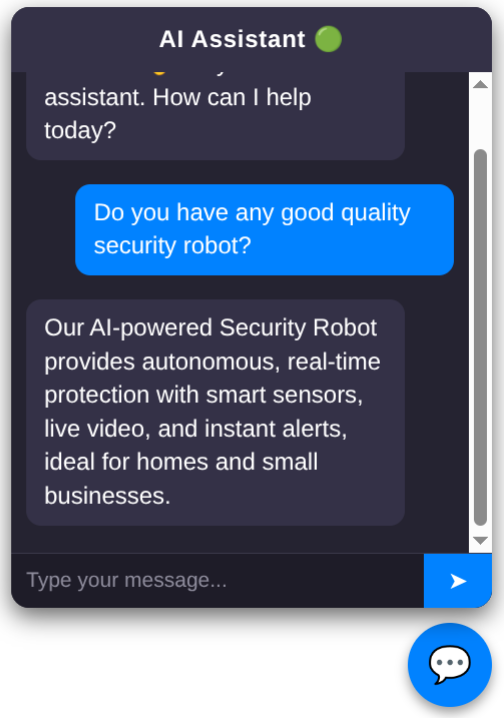 AI Assistant
assistant. How can I help
today?
Do you have any good quality
security robot?
Our AI-powered Security Robot
provides autonomous, real-time
protection with smart sensors,
live video, and instant alerts,
ideal for homes and small
businesses.
Type your message...